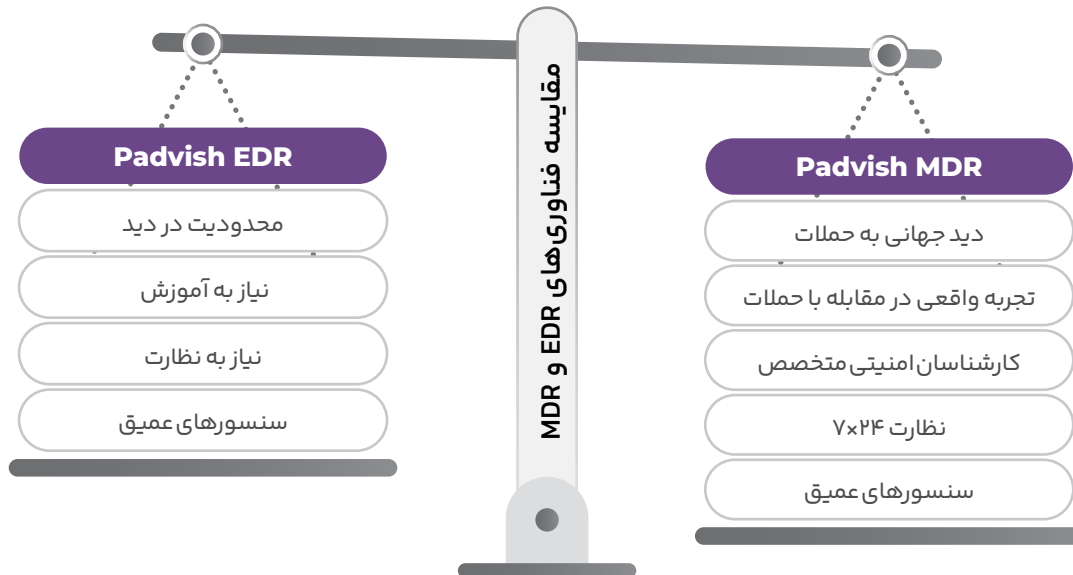 مقایسه فناوری‌های EDR و MDR
Padvish MDR
دید جهانی به حملات
تجربه واقعی در مقابله با حملات
کارشناسان امنیتی متخصص
نظارت ۲۴×۷
سنسورهای عمیق
Padvish EDR
محدودیت در دید
نیاز به آموزش
نیاز به نظارت
سنسورهای عمیق